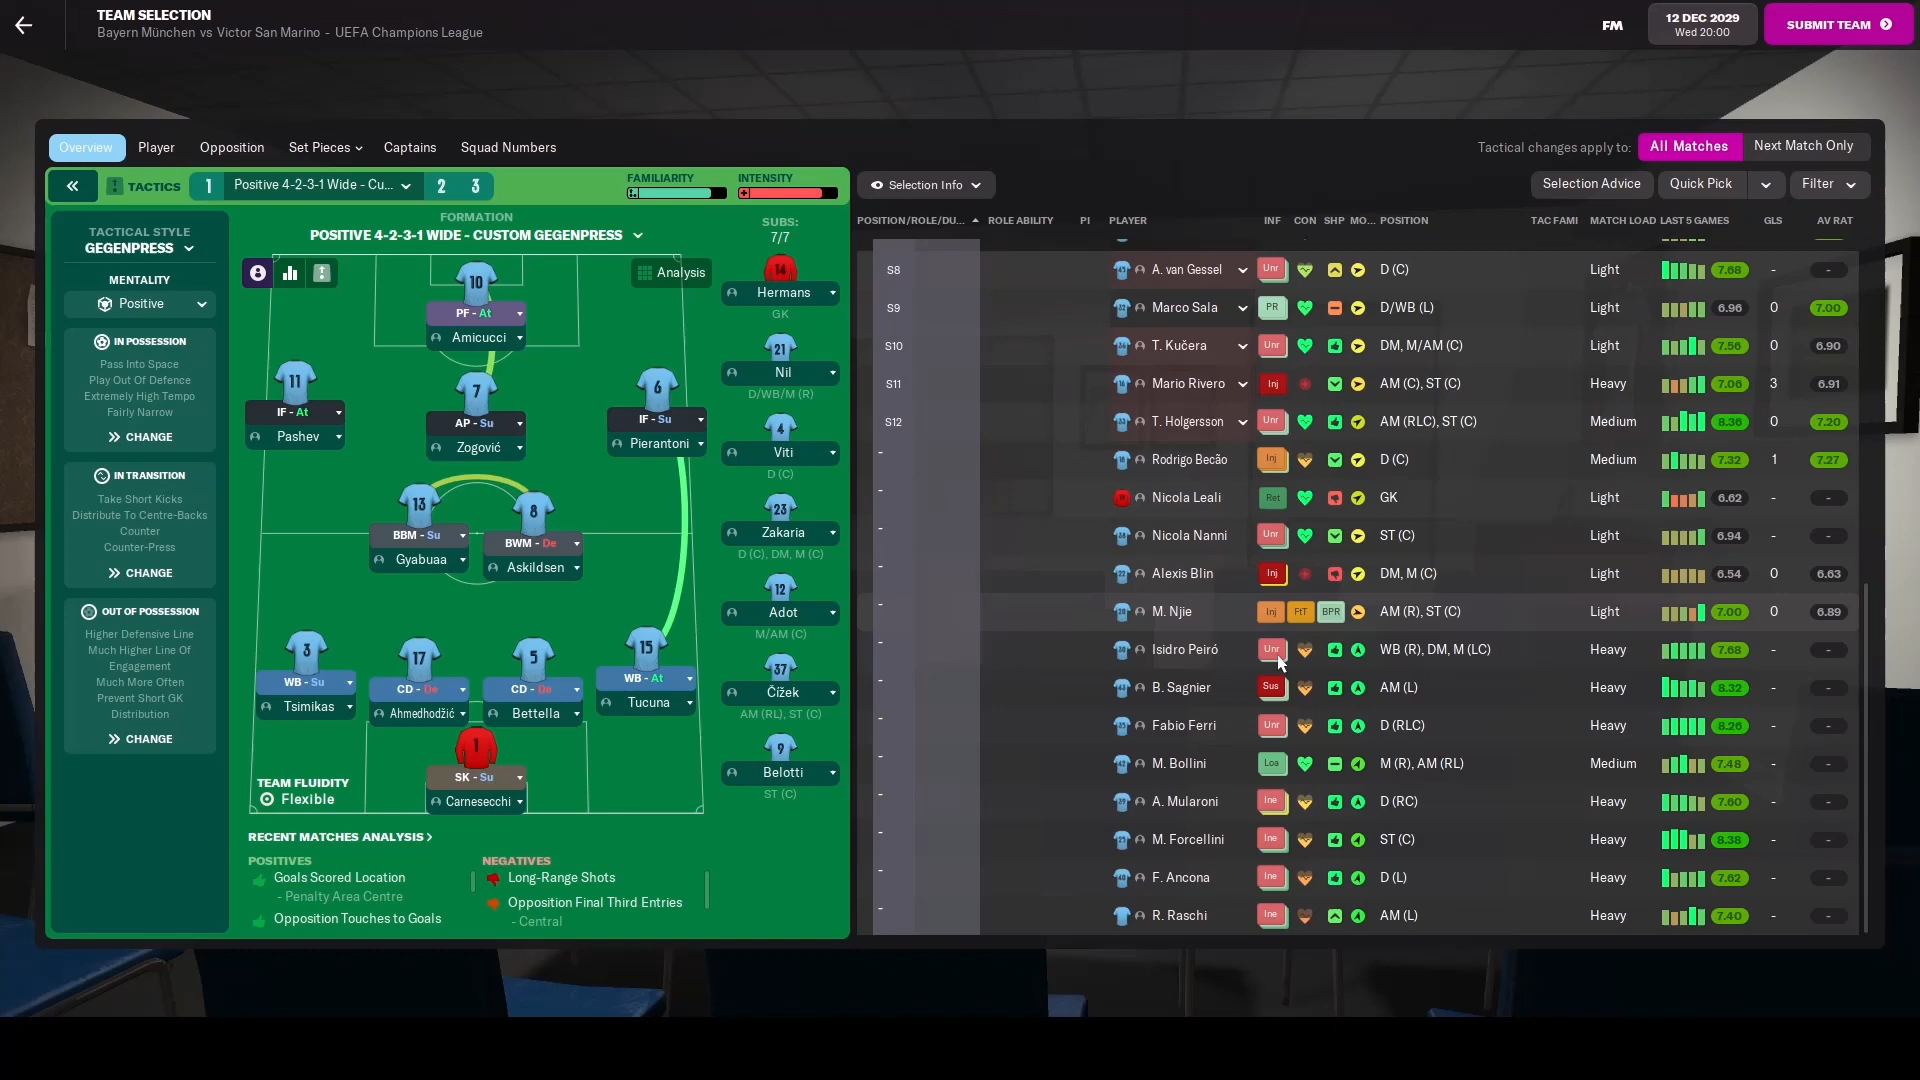 TEAM SELECTION
Bayern München vs Victor San Marino - UEFA Champions League
FM
12 DEC 2029
Wed 20:00
SUBMIT TEAM
Overview Player Opposition Set Pieces Captains Squad Numbers
Tactical changes apply to: All Matches Next Match Only
TACTICS 1 Positive 4-2-3-1 Wide - Cu... 2 3
FAMILIARITY INTENSITY
Selection Info
Selection Advice Quick Pick Filter
TACTICAL STYLE
GEGENPRESS
MENTALITY
Positive
IN POSSESSION
Pass Into Space
Play Out Of Defence
Extremely High Tempo
Fairly Narrow
CHANGE
IN TRANSITION
Take Short Kicks
Distribute To Centre-Backs
Counter
Counter-Press
CHANGE
OUT OF POSSESSION
Higher Defensive Line
Much Higher Line Of
Engagement
Much More Often
Prevent Short GK
Distribution
CHANGE
FORMATION
POSITIVE 4-2-3-1 WIDE - CUSTOM GEGENPRESS
Analysis
10
PF - At
Amicucci
11
IF - At
Pashev
7
AP - Su
Zogović
6
IF - Su
Pierantoni
13
BBM - Su
Gyabuaa
8
BWM - De
Askildsen
3
WB - Su
Tsimikas
17
CD - De
Ahmedhodžić
5
CD - De
Bettella
15
WB - At
Tucuna
1
SK - Su
Carnesecchi
TEAM FLUIDITY
Flexible
SUBS:
7/7
14
Hermans
GK
21
Nil
D/WB/M (R)
4
Viti
D (C)
23
Zakaria
D (C), DM, M (C)
12
Adot
M/AM (C)
37
Čížek
AM (RL), ST (C)
9
Belotti
ST (C)
RECENT MATCHES ANALYSIS >
POSITIVES
Goals Scored Location
- Penalty Area Centre
Opposition Touches to Goals
NEGATIVES
Long-Range Shots
Opposition Final Third Entries
- Central
POSITION/ROLE/DU... ROLE ABILITY PI PLAYER INF CON SHP MO... POSITION TAC FAMI MATCH LOAD LAST 5 GAMES GLS AV RAT
S8 A. van Gessel Unr D (C) Light 7.68 - -
S9 Marco Sala PR D/WB (L) Light 6.96 0 7.00
S10 T. Kučera Unr DM, M/AM (C) Light 7.56 0 6.90
S11 Mario Rivero Inj AM (C), ST (C) Heavy 7.06 3 6.91
S12 T. Holgersson Unr AM (RLC), ST (C) Medium 8.36 0 7.20
- Rodrigo Becão Inj D (C) Medium 7.32 1 7.27
- Nicola Leali Ret GK Light 6.62 - -
- Nicola Nanni Unr ST (C) Light 6.94 - -
- Alexis Blin Inj DM, M (C) Light 6.54 0 6.63
- M. Njie Inj FtT BPR AM (R), ST (C) Light 7.00 0 6.89
- Isidro Peiró Unr WB (R), DM, M (LC) Heavy 7.68 - -
- B. Sagnier Sus AM (L) Heavy 8.32 - -
- Fabio Ferri Unr D (RLC) Heavy 8.26 - -
- M. Bollini Loa M (R), AM (RL) Medium 7.48 - -
- A. Mularoni Ine D (RC) Heavy 7.60 - -
- M. Forcellini Ine ST (C) Heavy 8.38 - -
- F. Ancona Ine D (L) Heavy 7.62 - -
- R. Raschi Ine AM (L) Heavy 7.40 - -